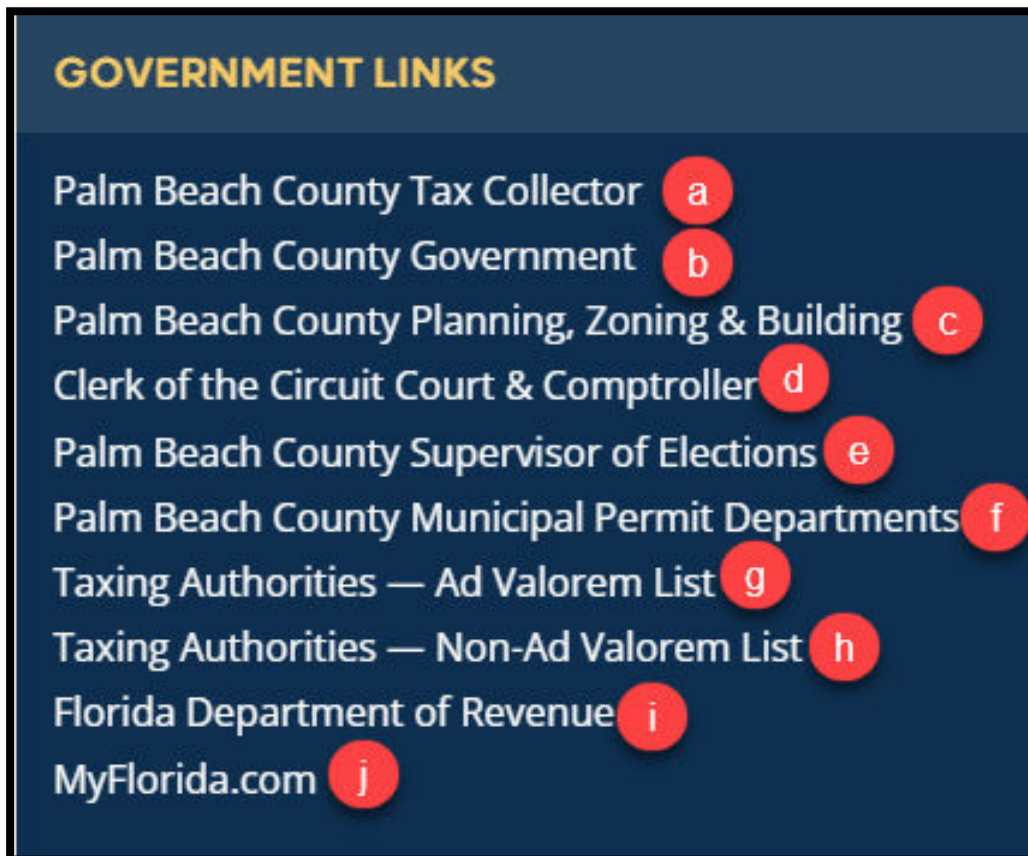 GOVERNMENT LINKS
Palm Beach County Tax Collector a
Palm Beach County Government b
Palm Beach County Planning, Zoning & Building c
Clerk of the Circuit Court & Comptroller d
Palm Beach County Supervisor of Elections e
Palm Beach County Municipal Permit Departments f
Taxing Authorities — Ad Valorem List g
Taxing Authorities — Non-Ad Valorem List h
Florida Department of Revenue i
MyFlorida.com j